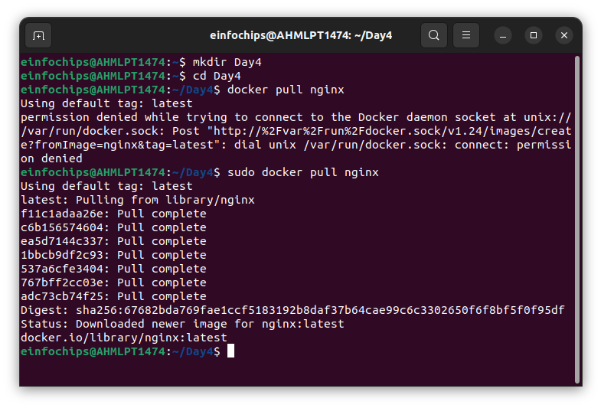 einfochips@AHMLPT1474: ~/Day4
einfochips@AHMLPT1474:~$ mkdir Day4
einfochips@AHMLPT1474:~$ cd Day4
einfochips@AHMLPT1474:~/Day4$ docker pull nginx
Using default tag: latest
permission denied while trying to connect to the Docker daemon socket at unix://
/var/run/docker.sock: Post "http://%2Fvar%2Frun%2Fdocker.sock/v1.24/images/creat
e?fromImage=nginx&tag=latest": dial unix /var/run/docker.sock: connect: permissi
on denied
einfochips@AHMLPT1474:~/Day4$ sudo docker pull nginx
Using default tag: latest
latest: Pulling from library/nginx
f11c1adaa26e: Pull complete
c6b156574604: Pull complete
ea5d7144c337: Pull complete
1bbcb9df2c93: Pull complete
537a6cfe3404: Pull complete
767bff2cc03e: Pull complete
adc73cb74f25: Pull complete
Digest: sha256:67682bda769fae1ccf5183192b8daf37b64cae99c6c3302650f6f8bf5f0f95df
Status: Downloaded newer image for nginx:latest
docker.io/library/nginx:latest
einfochips@AHMLPT1474:~/Day4$